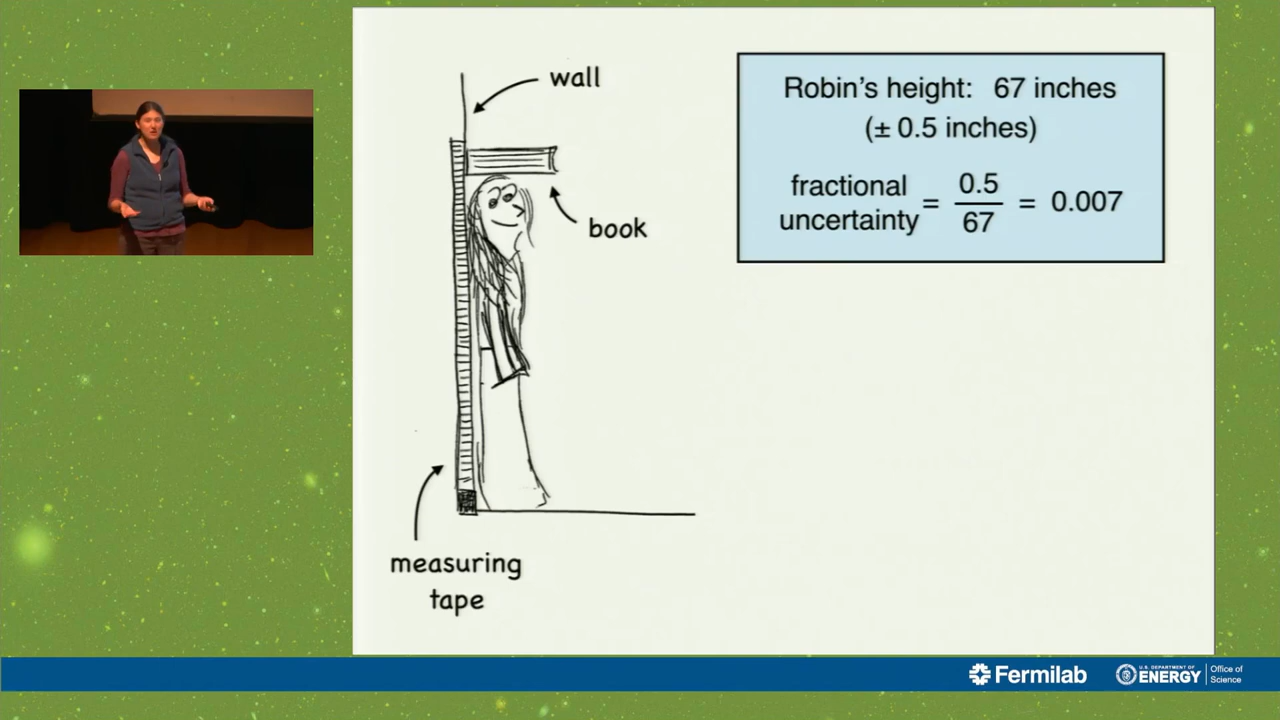 wall
book
measuring
tape
Robin's height: 67 inches
(± 0.5 inches)
fractional
uncertainty = 0.5 / 67 = 0.007
Fermilab
U.S. DEPARTMENT OF
ENERGY
Office of
Science